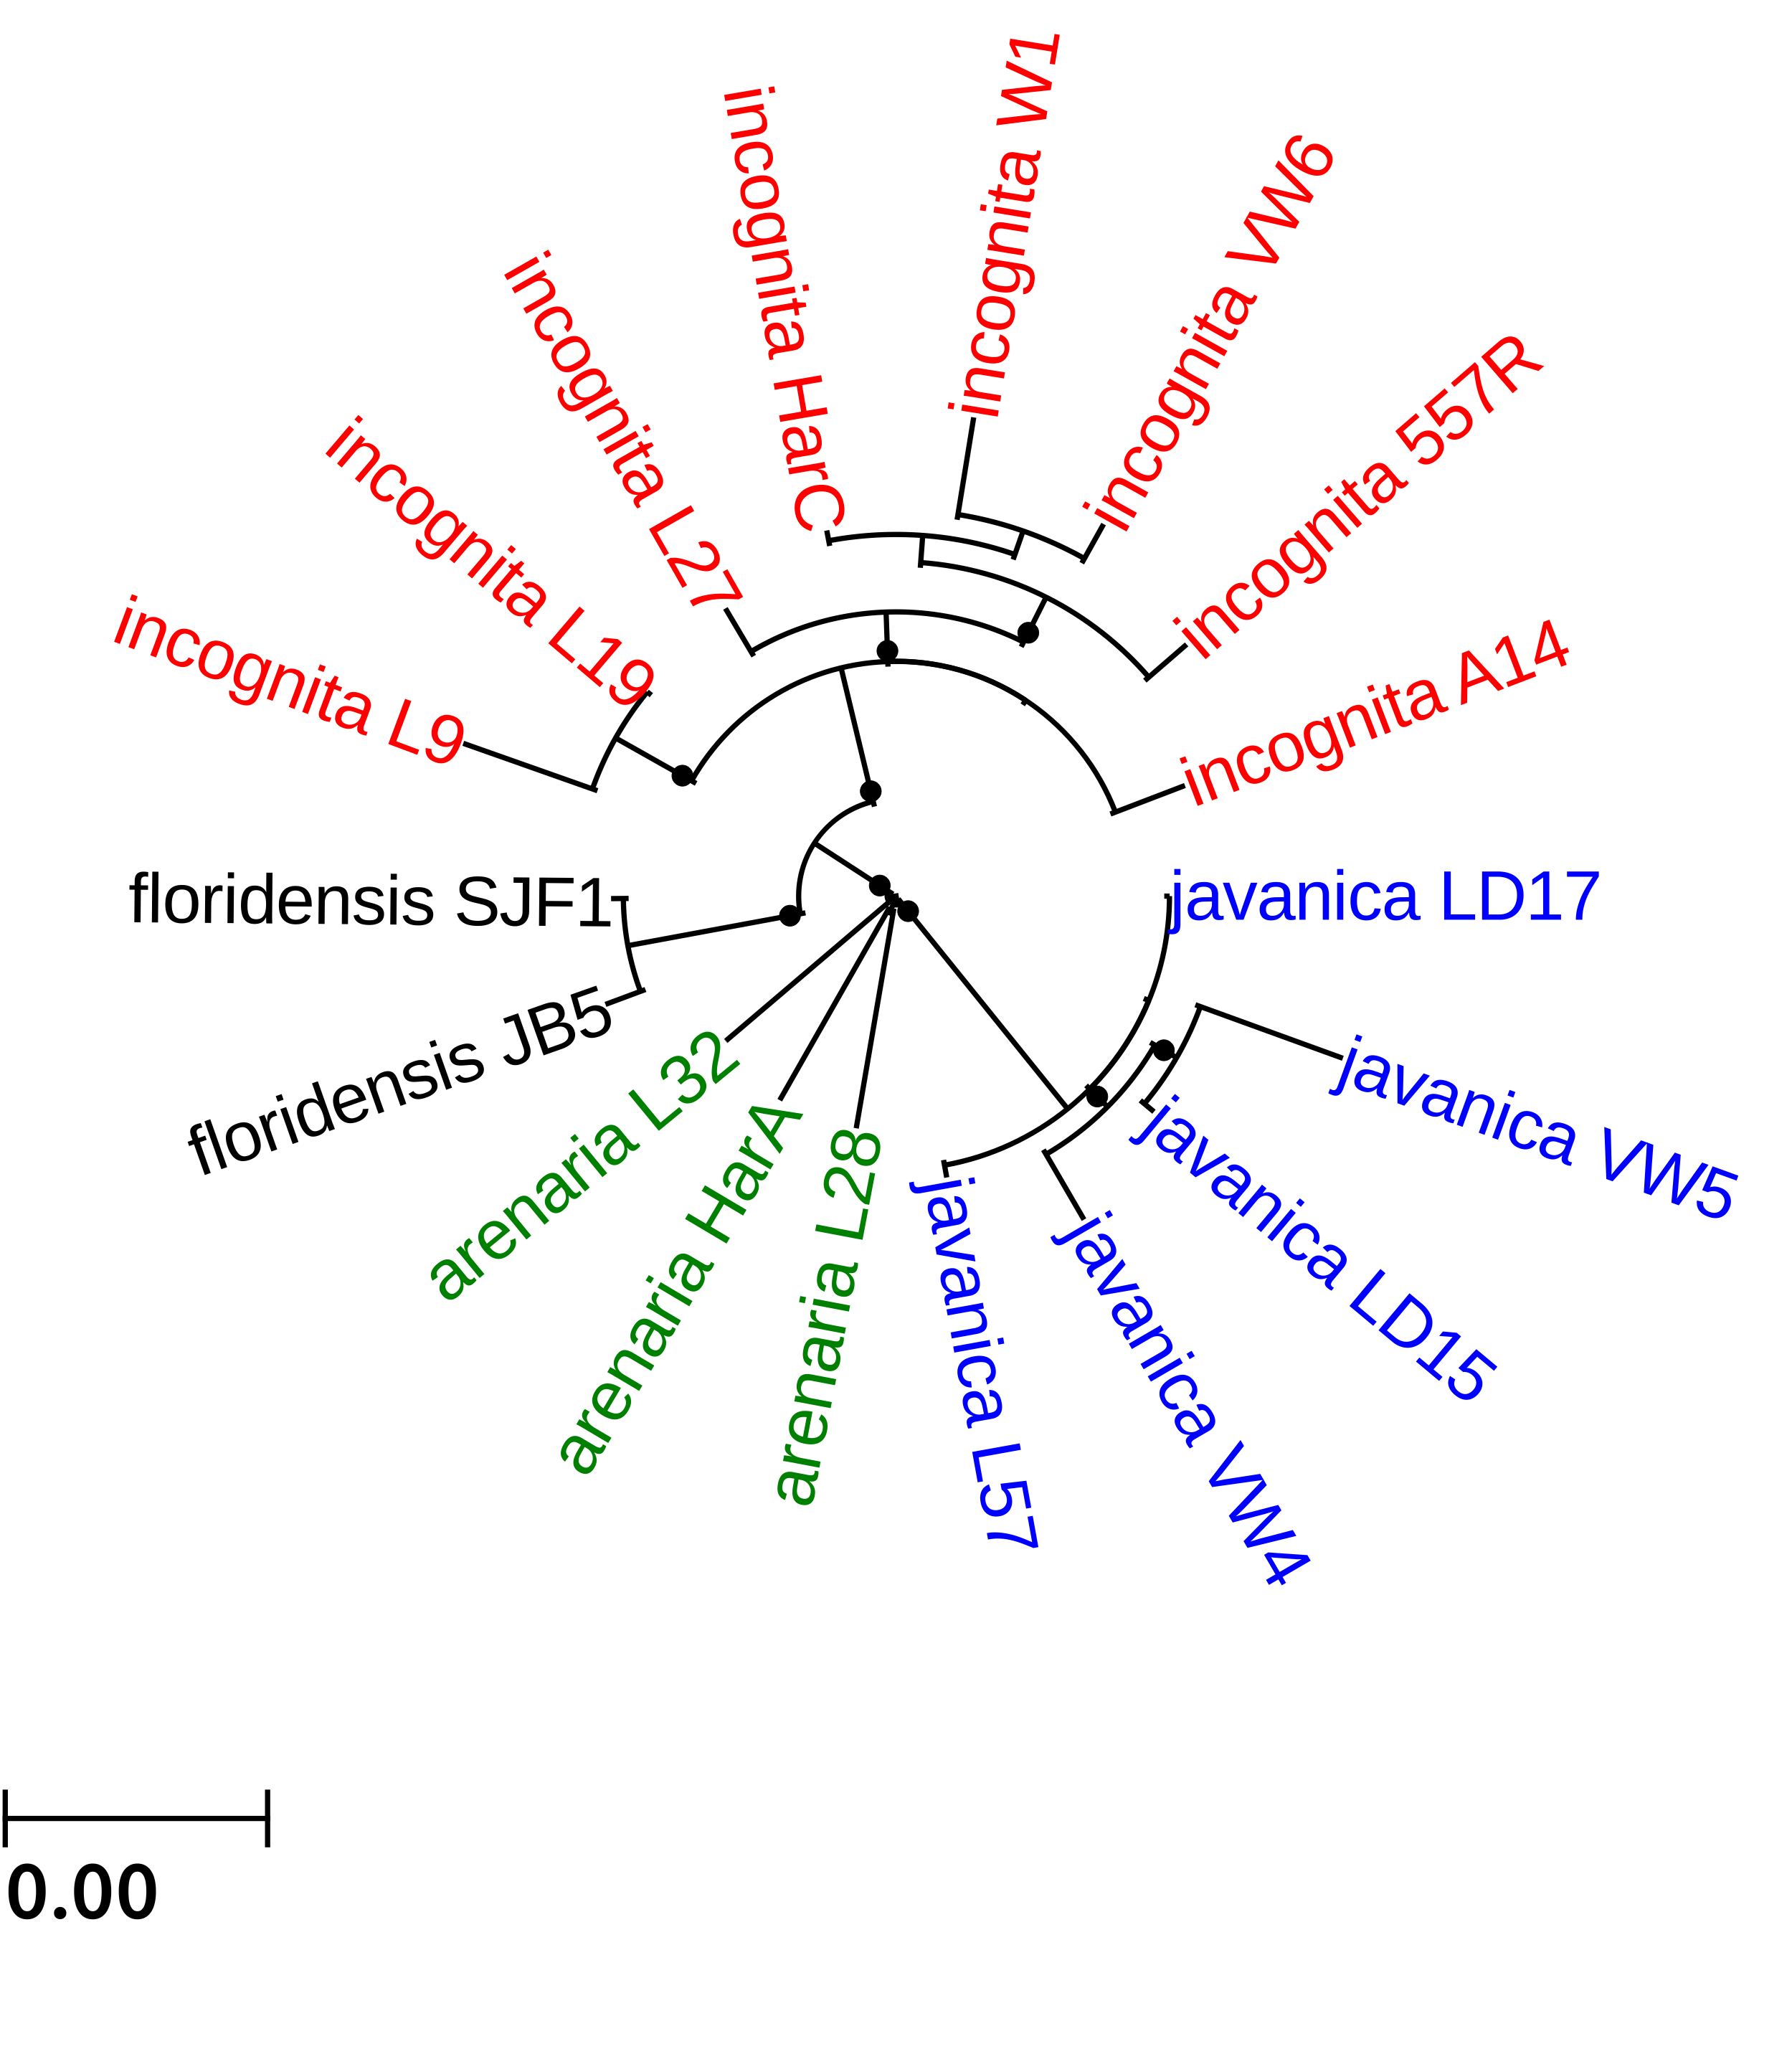 incognita W1
incognita HarC
incognita VW6
incognita L27
incognita 557R
incognita L19
incognita A14
incognita L9
floridensis SJF1
javanica LD17
floridensis JB5
javanica VW5
arenaria L32
javanica LD15
arenaria HarA
arenaria L28
javanica L57
javanica VW4
0.00